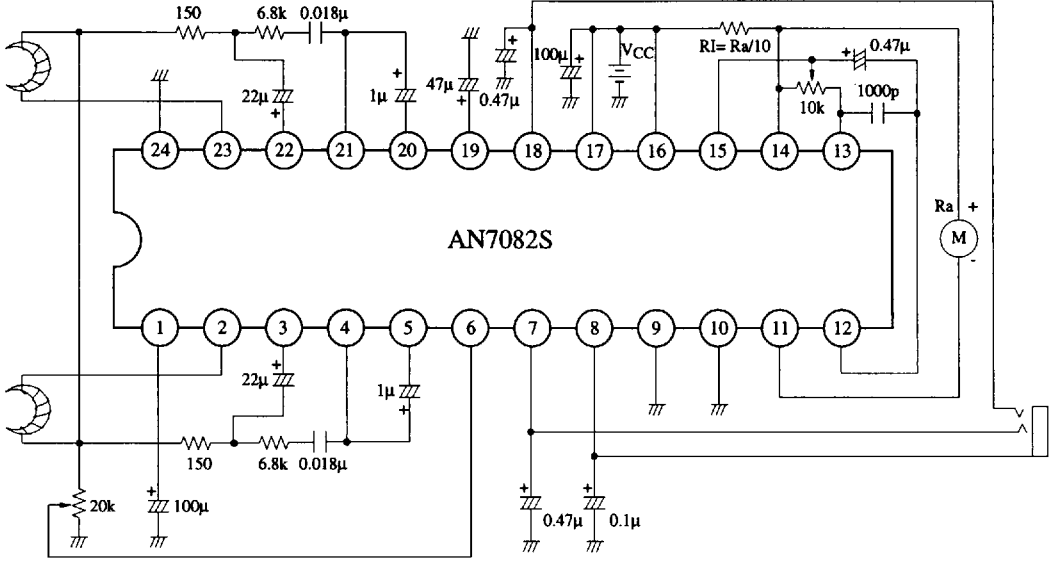 150
6.8k
0.018µ
22µ
+
1µ
+
47µ
+
0.47µ
+
100µ
+
VCC
RI= Ra/10
+
0.47µ
10k
1000p
24
23
22
21
20
19
18
17
16
15
14
13
Ra
+
M
-
AN7082S
1
2
3
4
5
6
7
8
9
10
11
12
22µ
+
1µ
+
150
6.8k
0.018µ
20k
+
100µ
+
0.47µ
+
0.1µ